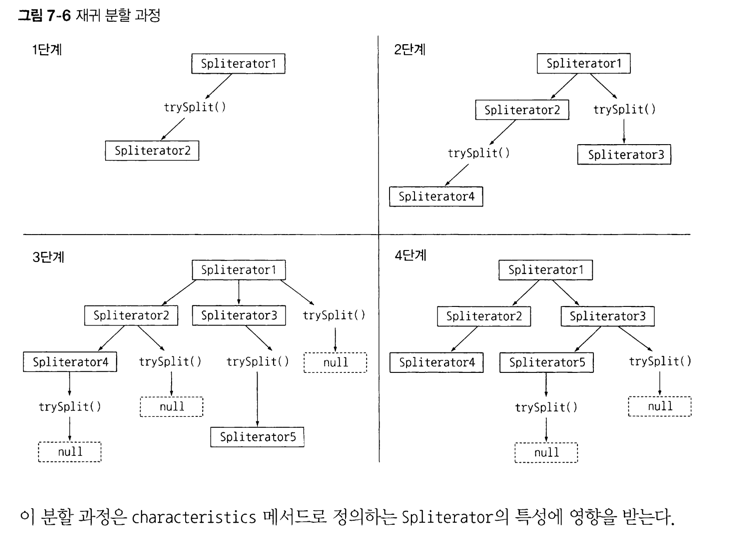 그림 7-6 재귀 분할 과정
1단계
Spliterator1
trySplit()
Spliterator2
2단계
Spliterator1
Spliterator2
trySplit()
trySplit()
Spliterator3
Spliterator4
3단계
Spliterator1
Spliterator2
Spliterator3
trySplit()
Spliterator4
trySplit()
trySplit()
null
trySplit()
null
Spliterator5
null
4단계
Spliterator1
Spliterator2
Spliterator3
Spliterator4
Spliterator5
trySplit()
trySplit()
null
null
이 분할 과정은 characteristics 메서드로 정의하는 Spliterator의 특성에 영향을 받는다.